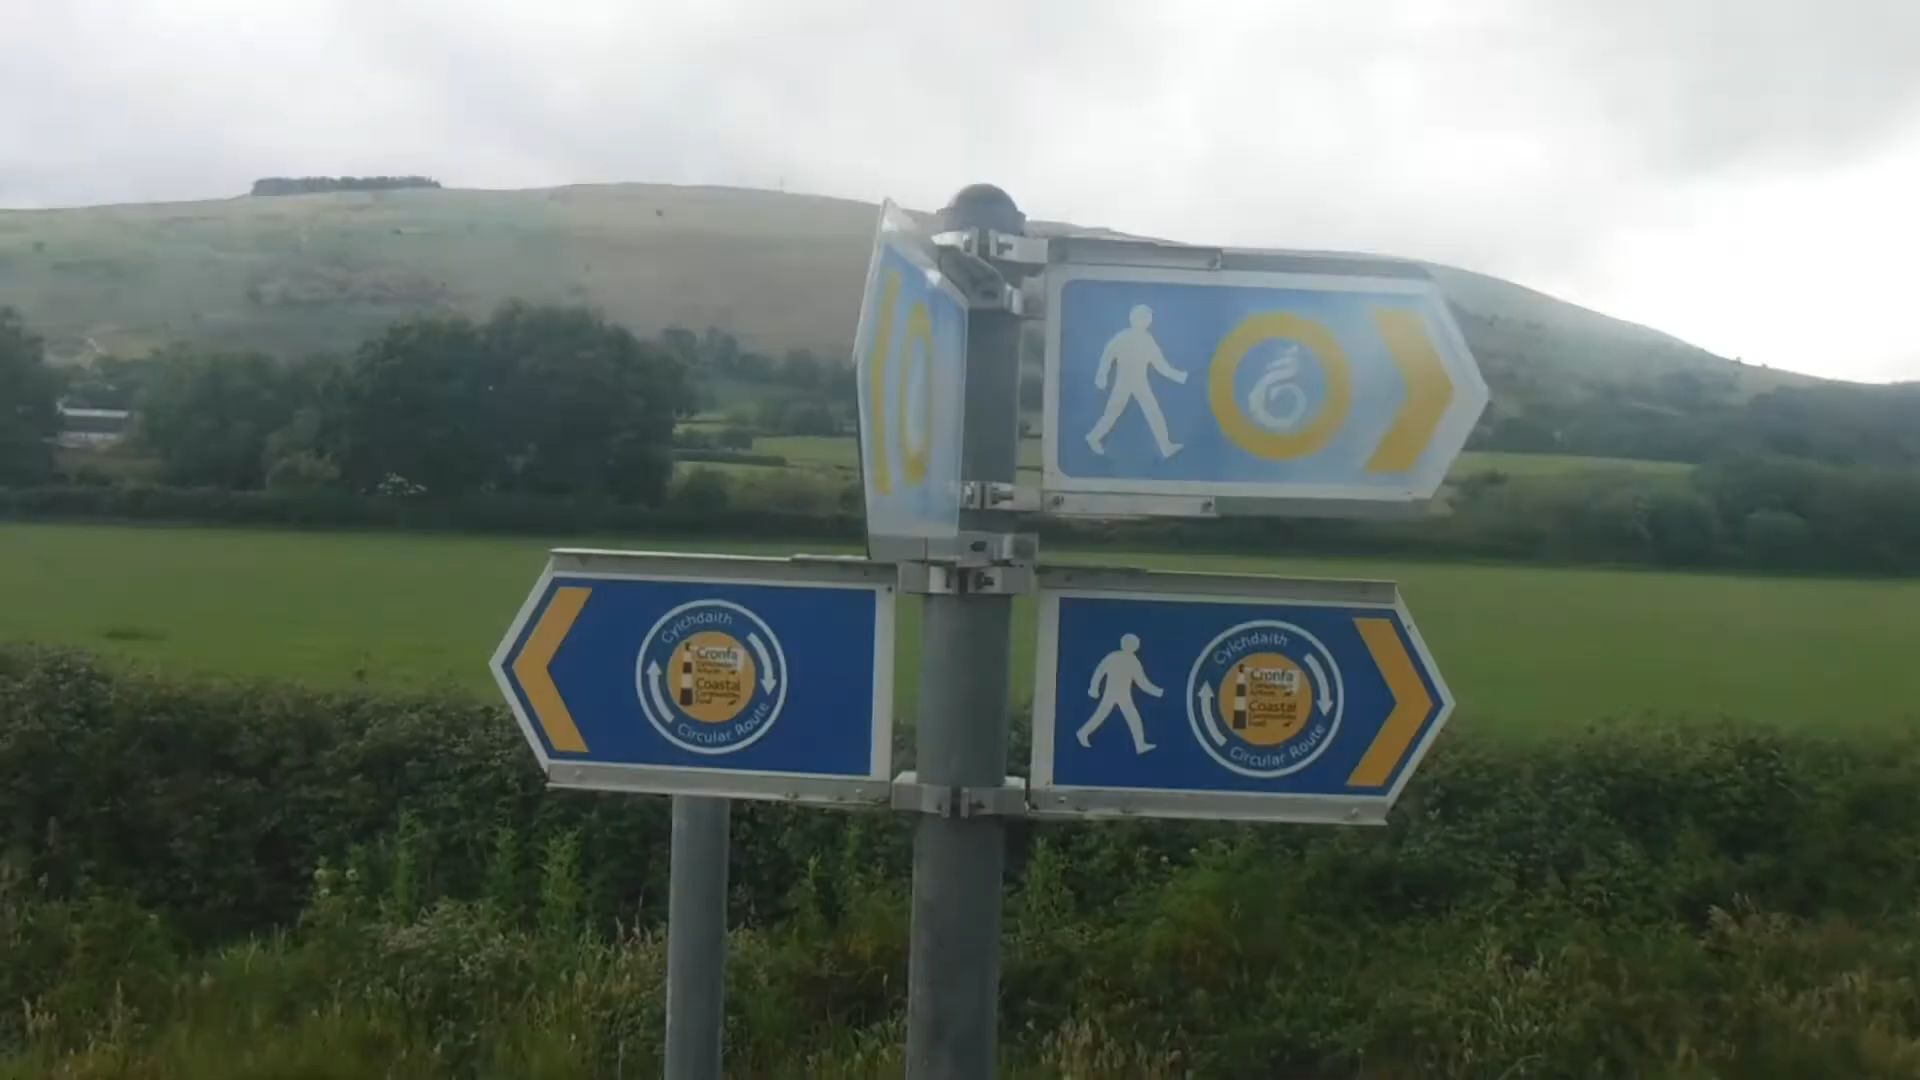 Cylchdaith
Cronfa
Coastal
Circular Route
Cylchdaith
Cronfa
Coastal
Circular Route